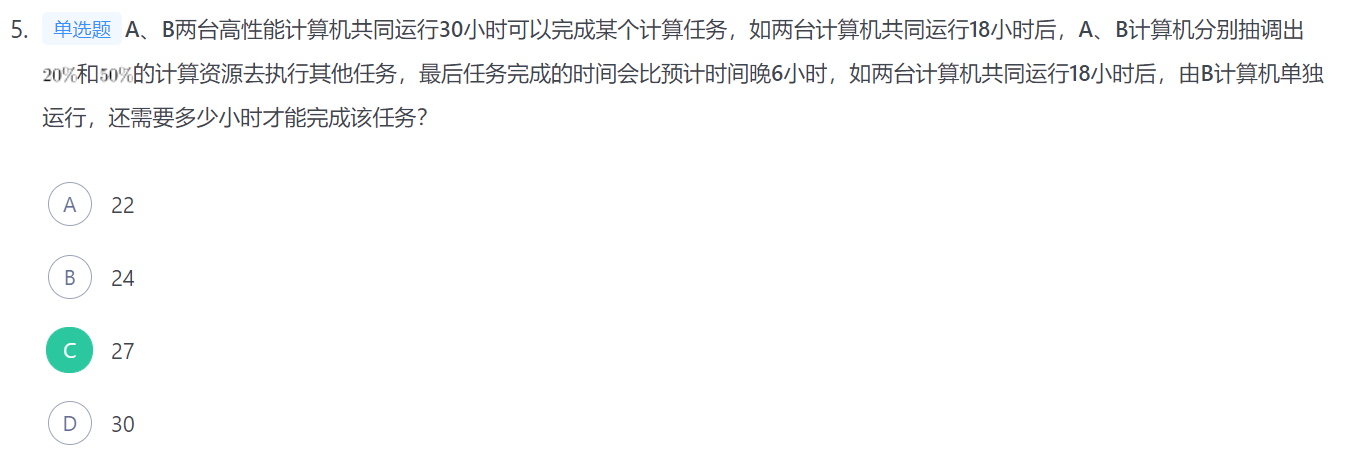 5. 单选题 A、B两台高性能计算机共同运行30小时可以完成某个计算任务，如两台计算机共同运行18小时后，A、B计算机分别抽调出
20%和50%的计算资源去执行其他任务，最后任务完成的时间会比预计时间晚6小时，如两台计算机共同运行18小时后，由B计算机单独
运行，还需要多少小时才能完成该任务？
A 22
B 24
C 27
D 30